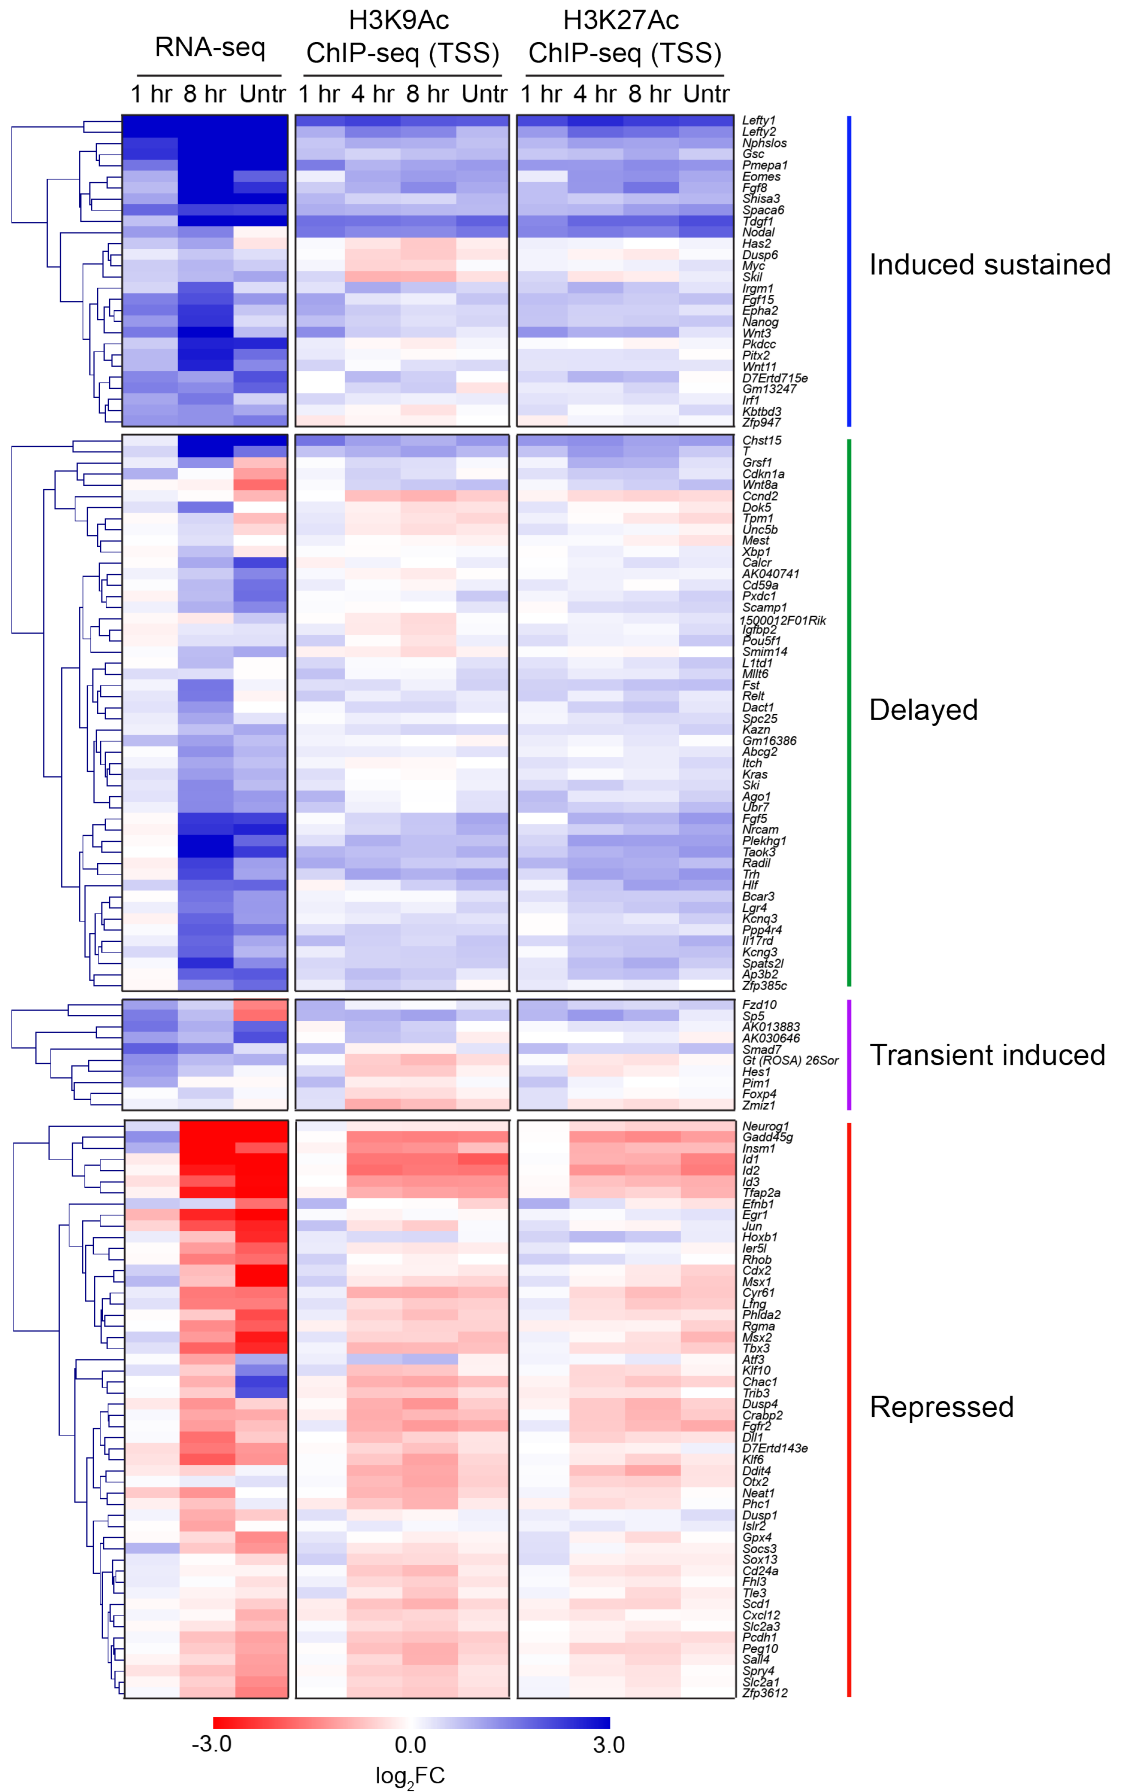 RNA-seq
H3K9Ac
ChIP-seq (TSS)
H3K27Ac
ChIP-seq (TSS)
1 hr 8 hr Untr 1 hr 4 hr 8 hr Untr 1 hr 4 hr 8 hr Untr
Lefty1
Lefty2
Nphslos
Gsc
Pmepa1
Eomes
Fgf8
Shisa3
Spaca6
Tdgf1
Nodal
Has2
Dusp6
Myc
Skil
Irgm1
Fgf15
Epha2
Nanog
Wnt3
Pkdcc
Pitx2
Wnt11
D7Ertd715e
Gm13247
Irf1
Kbtbd3
Zfp947
Induced sustained
Chst15
T
Grsf1
Cdkn1a
Wnt8a
Ccnd2
Dok5
Tpm1
Unc5b
Mest
Xbp1
Calcr
AK040741
Cd59a
Pxdc1
Scamp1
1500012F01Rik
Igfbp2
Pou5f1
Smim14
L1td1
Mllt6
Fst
Relt
Dact1
Spc25
Kazn
Gm16386
Abcg2
Itch
Kras
Ski
Ago1
Ubr7
Fgf5
Nrcam
Plekhg1
Taok3
Radil
Trh
Hlf
Bcar3
Lgr4
Kcnq3
Ppp4r4
Il17rd
Kcng3
Spats2l
Ap3b2
Zfp385c
Delayed
Fzd10
Sp5
AK013883
AK030646
Smad7
Gt (ROSA) 26Sor
Hes1
Pim1
Foxp4
Zmiz1
Transient induced
Neurog1
Gadd45g
Insm1
Id1
Id2
Id3
Tfap2a
Efnb1
Egr1
Jun
Hoxb1
Ier5l
Rhob
Cdx2
Msx1
Cyr61
Lfng
Phlda2
Rgma
Msx2
Tbx3
Atf3
Klf10
Chac1
Trib3
Dusp4
Crabp2
Fgfr2
Dll1
D7Ertd143e
Klf6
Ddit4
Otx2
Neat1
Phc1
Dusp1
Islr2
Gpx4
Socs3
Sox13
Cd24a
Fhl3
Tle3
Scd1
Cxcl12
Slc2a3
Pcdh1
Peg10
Sall4
Spry4
Slc2a1
Zfp3612
Repressed
-3.0 0.0 3.0
log2FC